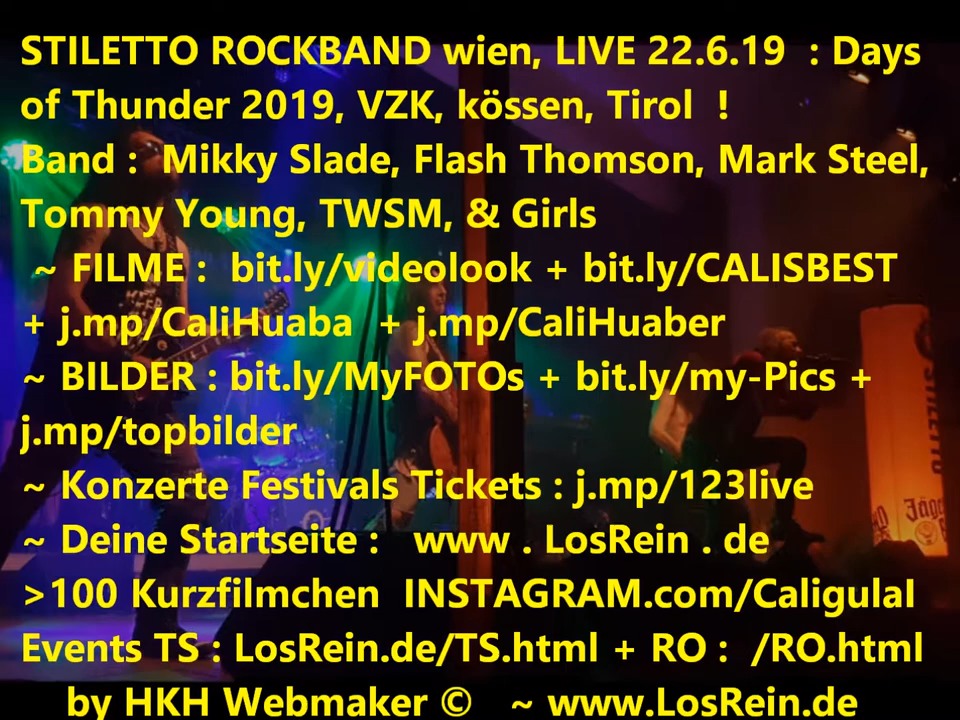 STILETTO ROCKBAND wien, LIVE 22.6.19 : Days
of Thunder 2019, VZK, kössen, Tirol !
Band : Mikky Slade, Flash Thomson, Mark Steel,
Tommy Young, TWSM, & Girls
~ FILME : bit.ly/videolook + bit.ly/CALISBEST
+ j.mp/CaliHuaba + j.mp/CaliHuaber
~ BILDER : bit.ly/MyFOTOs + bit.ly/my-Pics +
j.mp/topbilder
~ Konzerte Festivals Tickets : j.mp/123live
~ Deine Startseite : www . LosRein . de
>100 Kurzfilmchen INSTAGRAM.com/CaligulaI
Events TS : LosRein.de/TS.html + RO : /RO.html
by HKH Webmaker © ~ www.LosRein.de
STILETTO